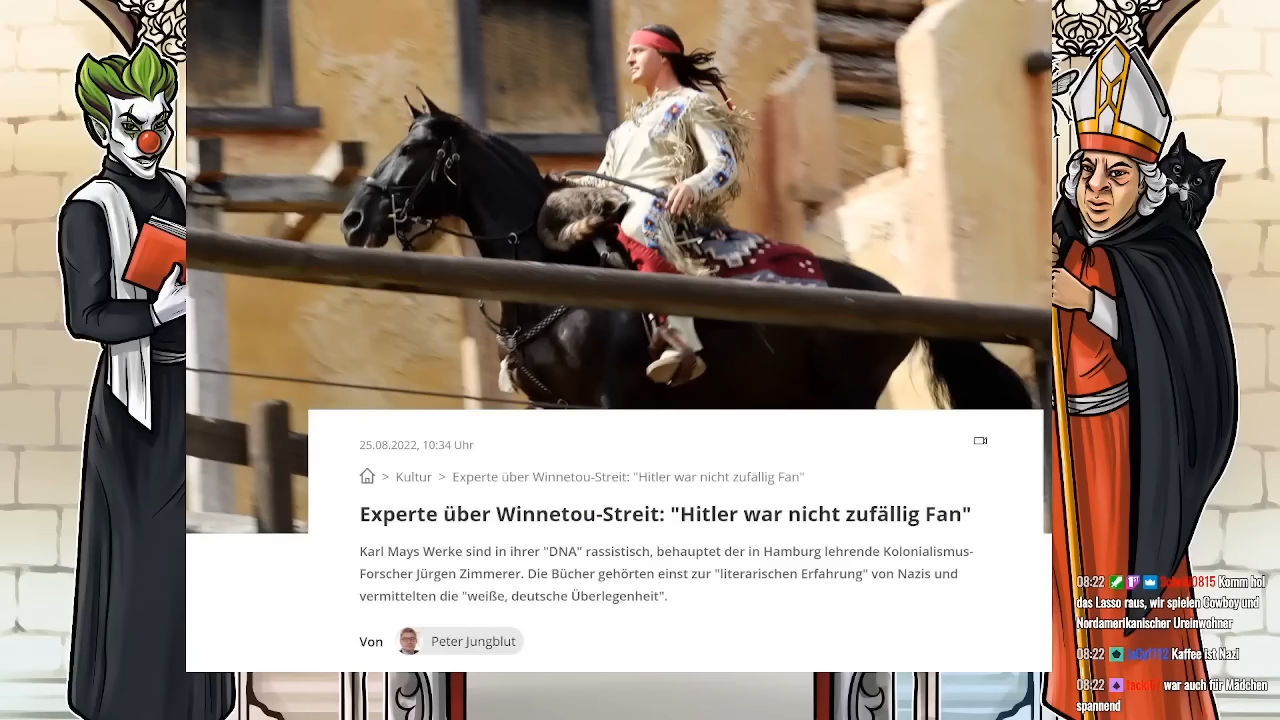 25.08.2022, 10:34 Uhr
> Kultur > Experte über Winnetou-Streit: "Hitler war nicht zufällig Fan"
Experte über Winnetou-Streit: "Hitler war nicht zufällig Fan"
Karl Mays Werke sind in ihrer "DNA" rassistisch, behauptet der in Hamburg lehrende Kolonialismus-
Forscher Jürgen Zimmerer. Die Bücher gehörten einst zur "literarischen Erfahrung" von Nazis und
vermittelten die "weiße, deutsche Überlegenheit".
Von Peter Jungblut
08:22 Komm hol
das Lasso raus, wir spielen Cowboy und
Nordamerikanischer Ureinwohner
08:22 Kaffee ist Nazi
08:22 war auch für Mädchen
spannend